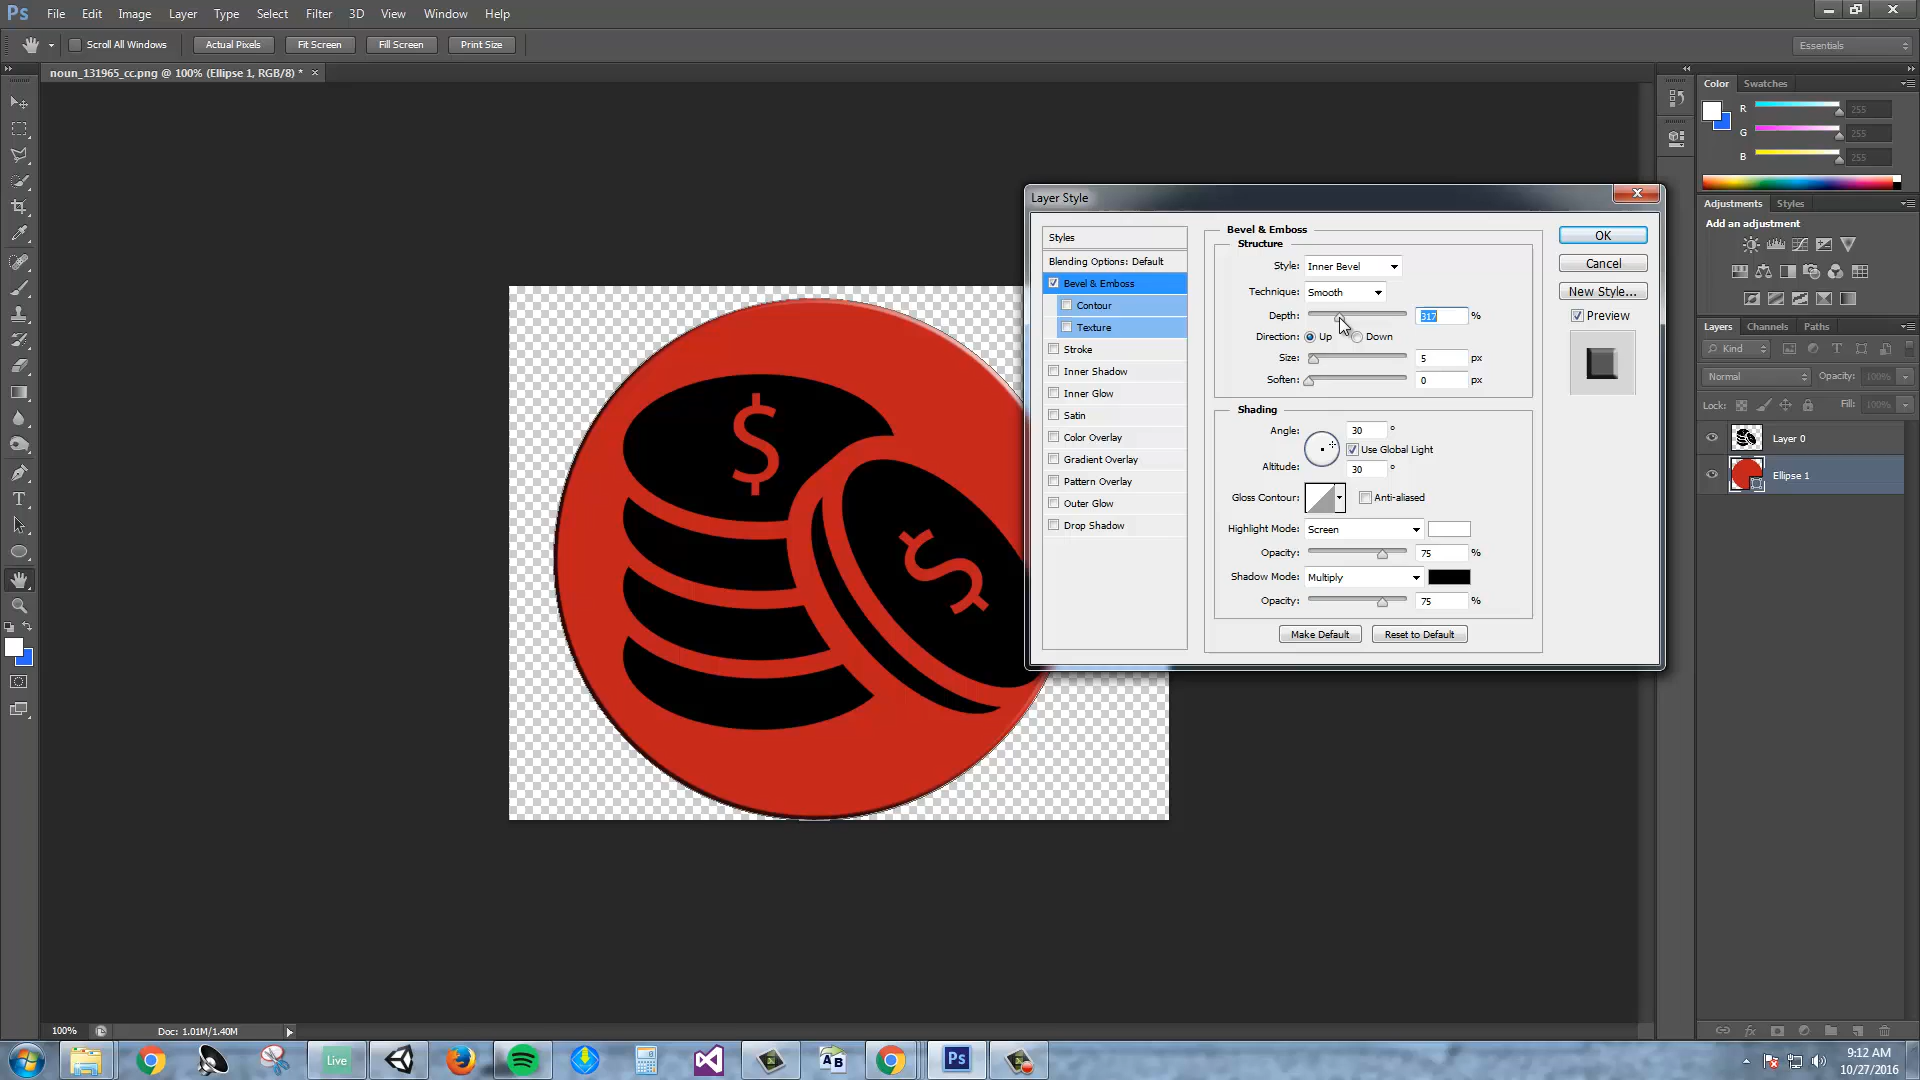 Ps File Edit Image Layer Type Select Filter 3D View Window Help
Scroll All Windows Actual Pixels Fit Screen Fill Screen Print Size Essentials
noun_131965_cc.png @ 100% (Ellipse 1, RGB/8) * ×
Color Swatches
R 255
G 255
B 255
Adjustments Styles
Add an adjustment
Layers Channels Paths
Kind
Normal Opacity: 100%
Lock: Fill: 100%
Layer 0
Ellipse 1
Layer Style
Styles
Blending Options: Default
Bevel & Emboss
Contour
Texture
Stroke
Inner Shadow
Inner Glow
Satin
Color Overlay
Gradient Overlay
Pattern Overlay
Outer Glow
Drop Shadow
Bevel & Emboss
Structure
Style: Inner Bevel
Technique: Smooth
Depth: 317 %
Direction: Up Down
Size: 5 px
Soften: 0 px
Shading
Angle: 30 °
Use Global Light
Altitude: 30 °
Gloss Contour: Anti-aliased
Highlight Mode: Screen
Opacity: 75 %
Shadow Mode: Multiply
Opacity: 75 %
Make Default Reset to Default
OK
Cancel
New Style...
Preview
$
$
T
100% Doc: 1.01M/1.40M
Live
AB
Ps
9:12 AM
10/27/2016